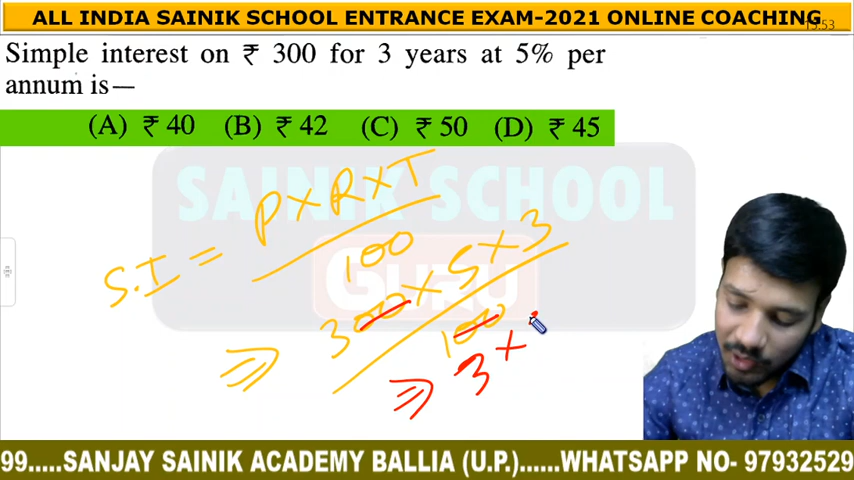 ALL INDIA SAINIK SCHOOL ENTRANCE EXAM-2021 ONLINE COACHING
Simple interest on ₹ 300 for 3 years at 5% per
annum is—
(A) ₹ 40 (B) ₹ 42 (C) ₹ 50 (D) ₹ 45
SAINIK SCHOOL
GURU
S.I = P×R×T
100
⇒ 300×5×3
100
⇒ 3×
99.....SANJAY SAINIK ACADEMY BALLIA (U.P.)......WHATSAPP NO- 97932529